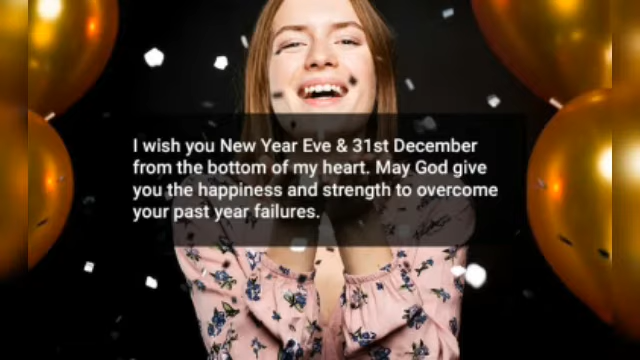 I wish you New Year Eve & 31st December
from the bottom of my heart. May God give
you the happiness and strength to overcome
your past year failures.